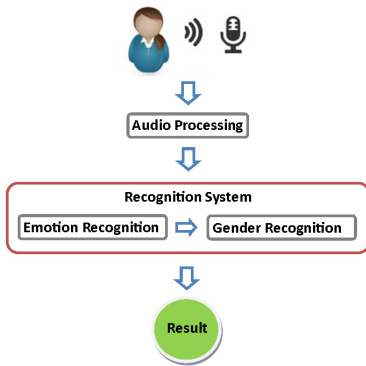 Audio Processing
Recognition System
Emotion Recognition
Gender Recognition
Result